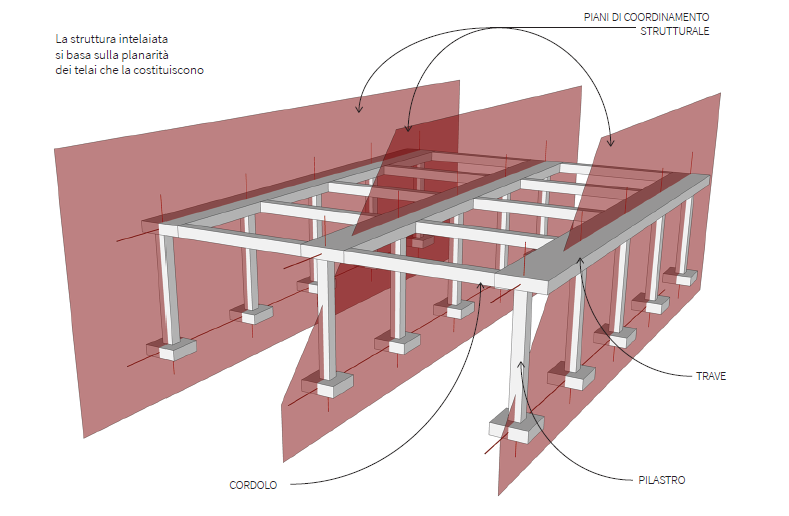 La struttura intelaiata
si basa sulla planarità
dei telai che la costituiscono
PIANI DI COORDINAMENTO
STRUTTURALE
TRAVE
CORDOLO
PILASTRO